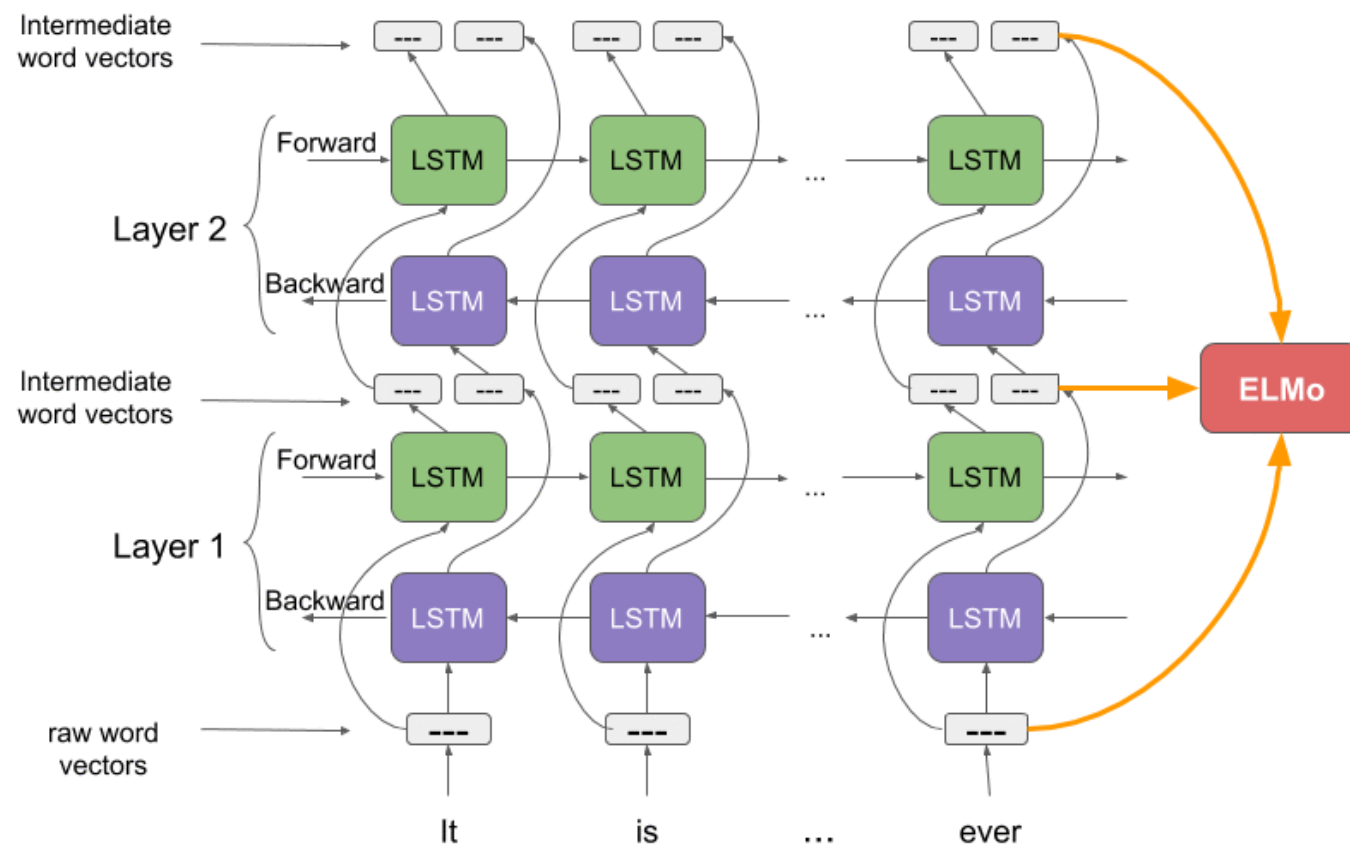 Intermediate
word vectors
--- --- --- --- --- ---
Forward
LSTM LSTM ... LSTM
Layer 2
Backward
LSTM LSTM ... LSTM
Intermediate
word vectors
--- --- --- --- --- ---
ELMo
Forward
LSTM LSTM ... LSTM
Layer 1
Backward
LSTM LSTM ... LSTM
raw word
vectors
--- --- ---
It is ... ever